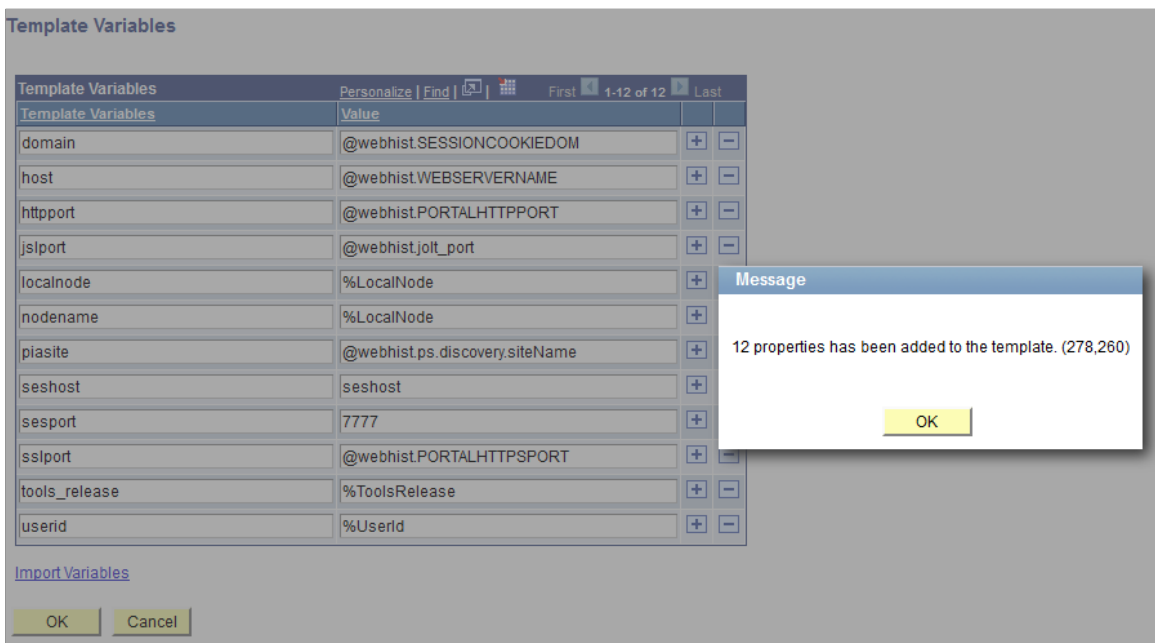 Template Variables
Template Variables Personalize | Find | | First 1-12 of 12 Last
Template Variables Value
domain @webhist.SESSIONCOOKIEDOM
host @webhist.WEBSERVERNAME
httpport @webhist.PORTALHTTPPORT
jslport @webhist.jolt_port
localnode %LocalNode
nodename %LocalNode
piasite @webhist.ps.discovery.siteName
seshost seshost
sesport 7777
sslport @webhist.PORTALHTTPSPORT
tools_release %ToolsRelease
userid %UserId
Import Variables
OK Cancel
Message
12 properties has been added to the template. (278,260)
OK